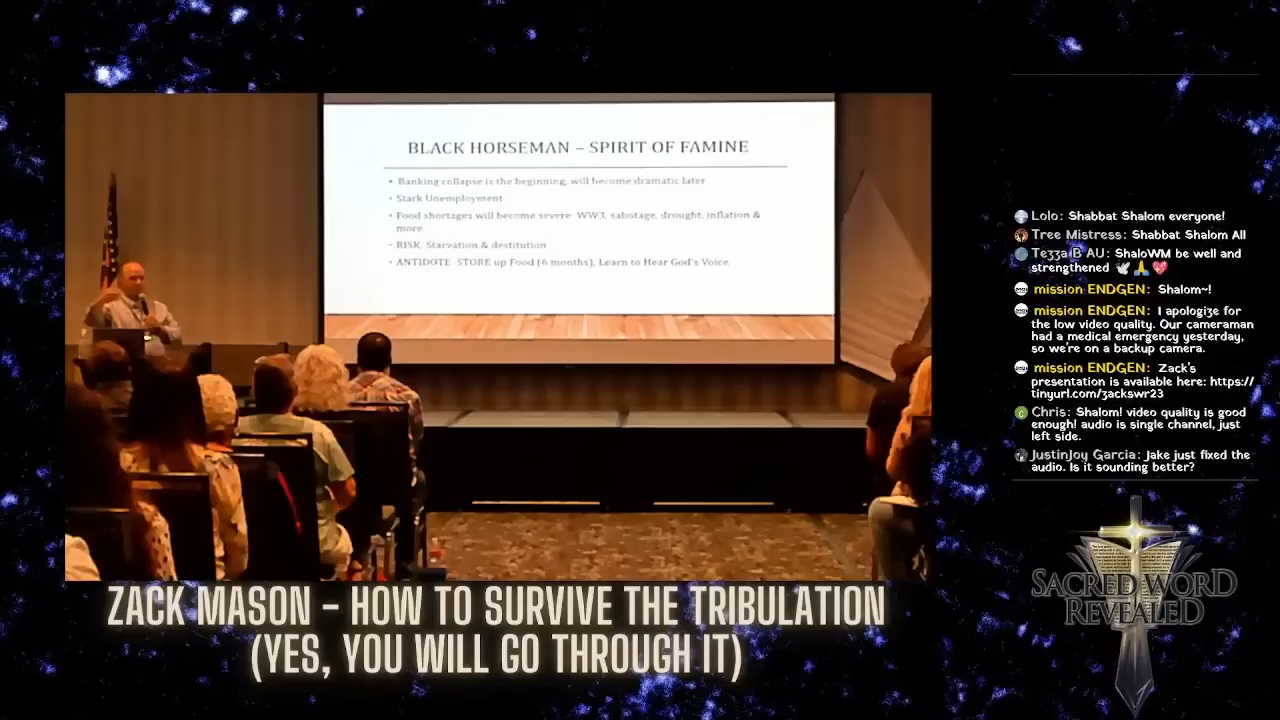 BLACK HORSEMAN – SPIRIT OF FAMINE
• Banking collapse is the beginning, will become dramatic later
• Stark Unemployment
• Food shortages will become severe: WW3, sabotage, drought, inflation &
more.
• RISK: Starvation & destitution
• ANTIDOTE: STORE up Food (6 months), Learn to Hear God's Voice.
ZACK MASON - HOW TO SURVIVE THE TRIBULATION
(YES, YOU WILL GO THROUGH IT)
Lolo: Shabbat Shalom everyone!
Tree Mistress: Shabbat Shalom All
Tezza B AU: ShaloWM be well and
strengthened 🕊️🙏💖
mission ENDGEN: Shalom~!
mission ENDGEN: I apologize for
the low video quality. Our cameraman
had a medical emergency yesterday,
so we're on a backup camera.
mission ENDGEN: Zack's
presentation is available here: https://
tinyurl.com/zackswr23
C Chris: Shalom! video quality is good
enough! audio is single channel, just
left side.
JustinJoy Garcia: Jake just fixed the
audio. Is it sounding better?
SACRED WORD
REVEALED